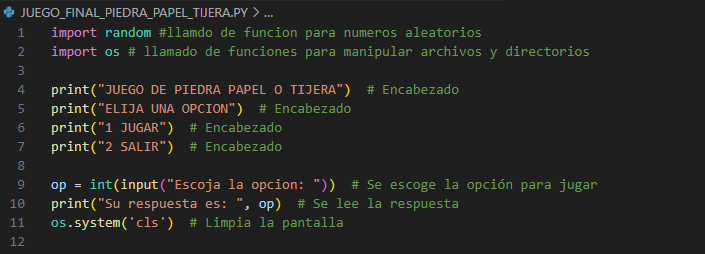 JUEGO_FINAL_PIEDRA_PAPEL_TIJERA.PY > ...
1 import random #llamdo de funcion para numeros aleatorios
2 import os # llamado de funciones para manipular archivos y directorios
3
4 print("JUEGO DE PIEDRA PAPEL O TIJERA")  # Encabezado
5 print("ELIJA UNA OPCION")  # Encabezado
6 print("1 JUGAR")  # Encabezado
7 print("2 SALIR")  # Encabezado
8
9 op = int(input("Escoja la opcion: "))  # Se escoge la opción para jugar
10 print("Su respuesta es: ", op)  # Se lee la respuesta
11 os.system('cls')  # Limpia la pantalla
12